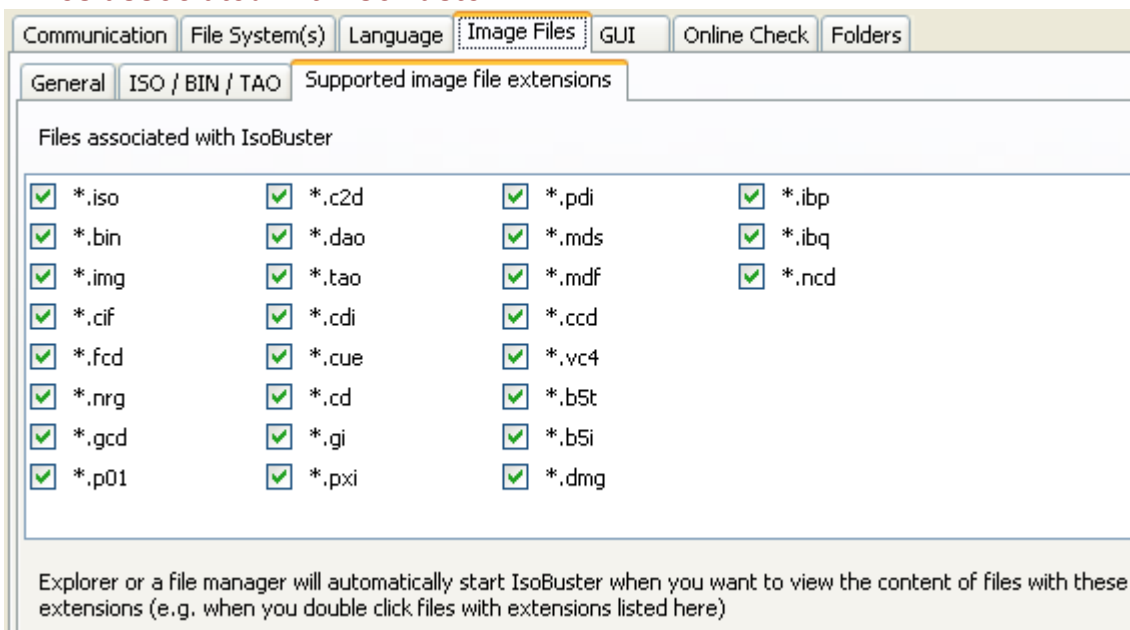 Communication File System(s) Language Image Files GUI Online Check Folders
General ISO / BIN / TAO Supported image file extensions
Files associated with IsoBuster
*.iso *.c2d *.pdi *.ibp
*.bin *.dao *.mds *.ibq
*.img *.tao *.mdf *.ncd
*.cif *.cdi *.ccd
*.fcd *.cue *.vc4
*.nrg *.cd *.b5t
*.gcd *.gi *.b5i
*.p01 *.pxi *.dmg
Explorer or a file manager will automatically start IsoBuster when you want to view the content of files with these
extensions (e.g. when you double click files with extensions listed here)